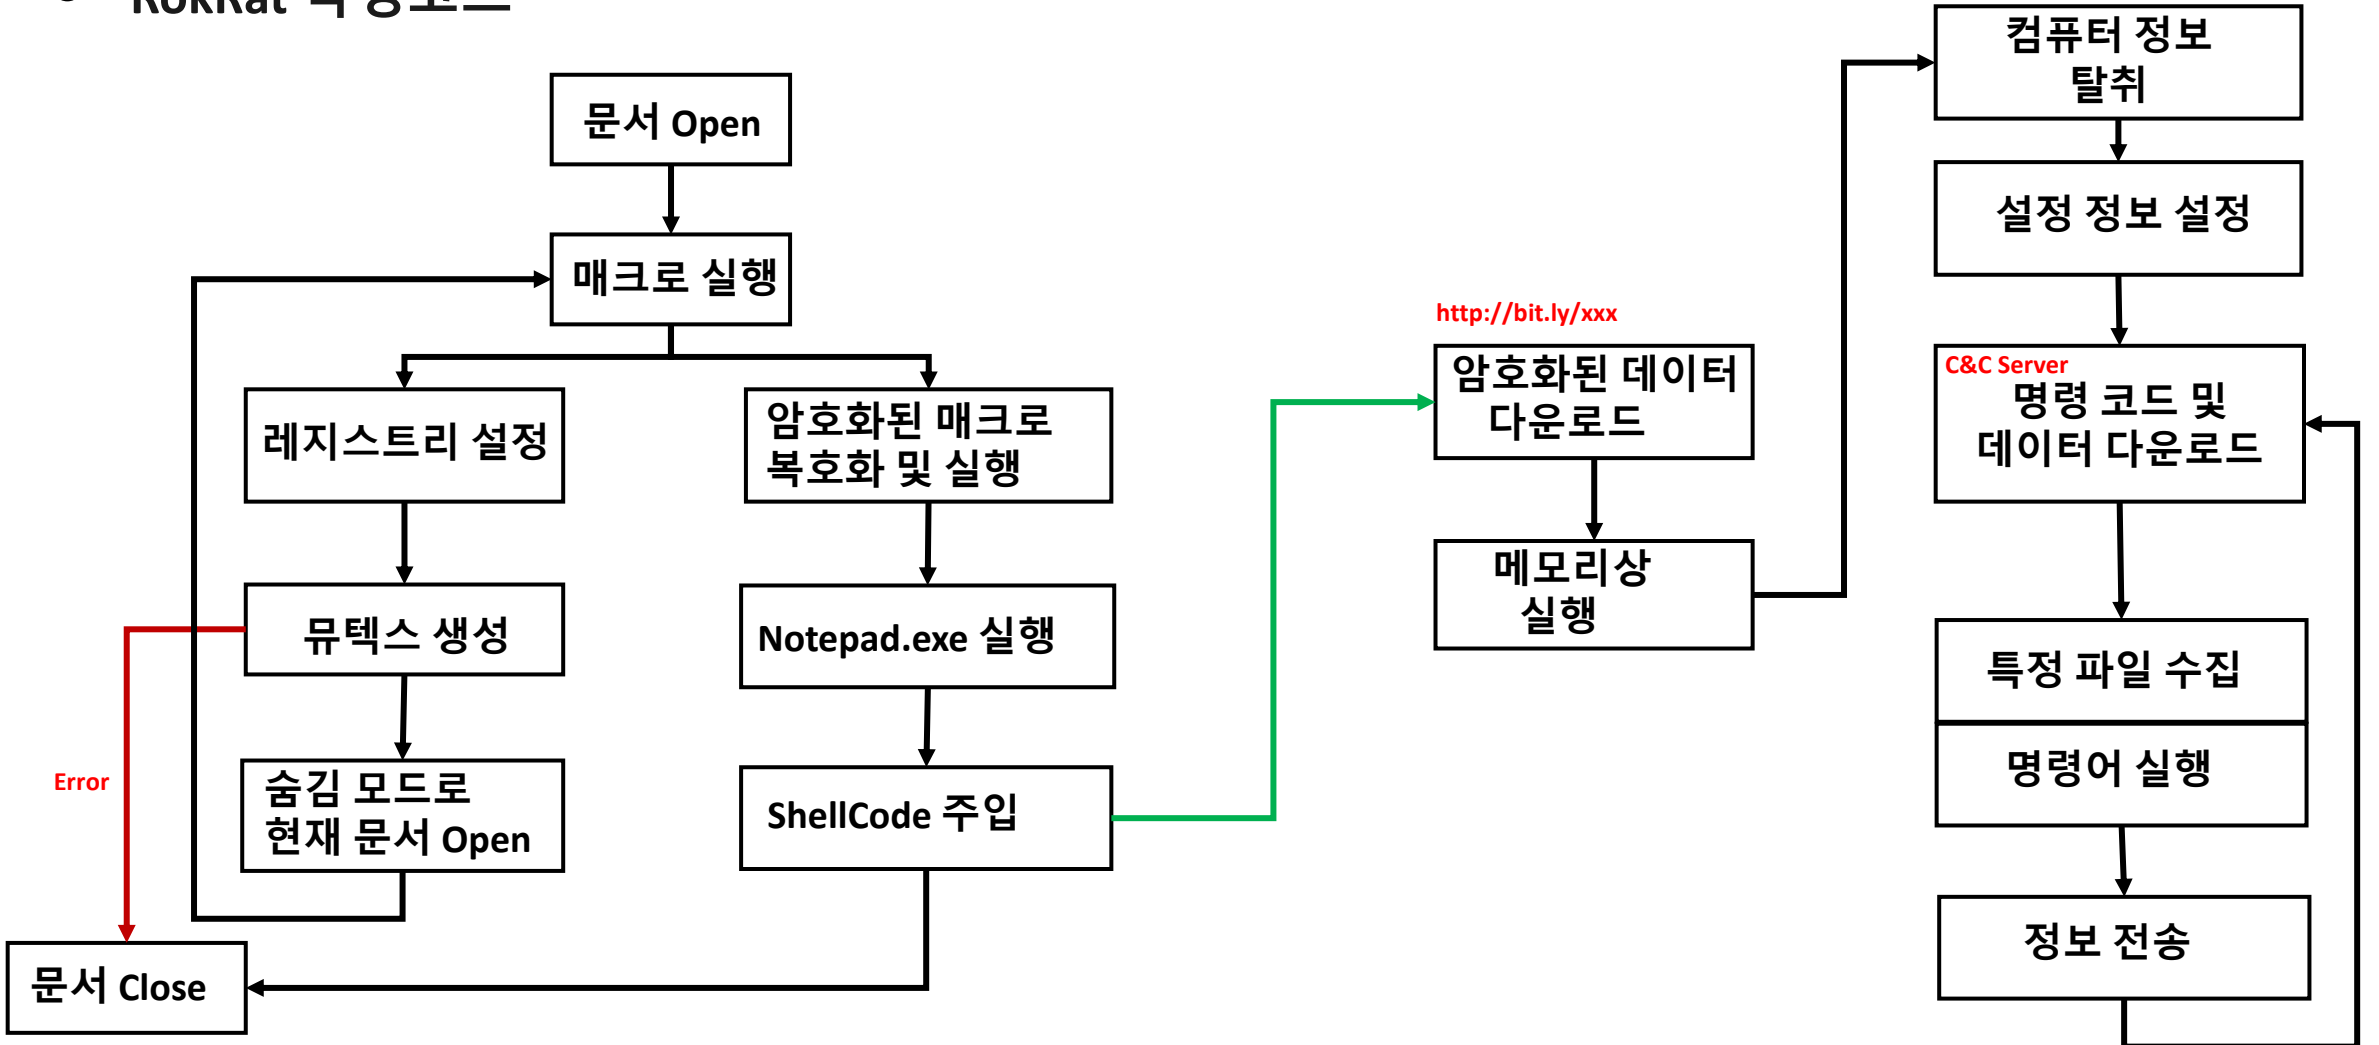 RokRat
문서 Open
매크로 실행
레지스트리 설정
암호화된 매크로
복호화 및 실행
뮤텍스 생성
Notepad.exe 실행
Error
숨김 모드로
현재 문서 Open
ShellCode 주입
문서 Close
http://bit.ly/xxx
암호화된 데이터
다운로드
메모리상
실행
컴퓨터 정보
탈취
설정 정보 설정
C&C Server
명령 코드 및
데이터 다운로드
특정 파일 수집
명령어 실행
정보 전송